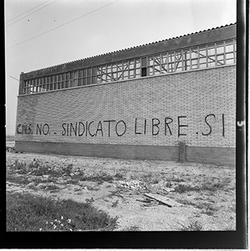 CNS NO - SINDICATO LIBRE . SI